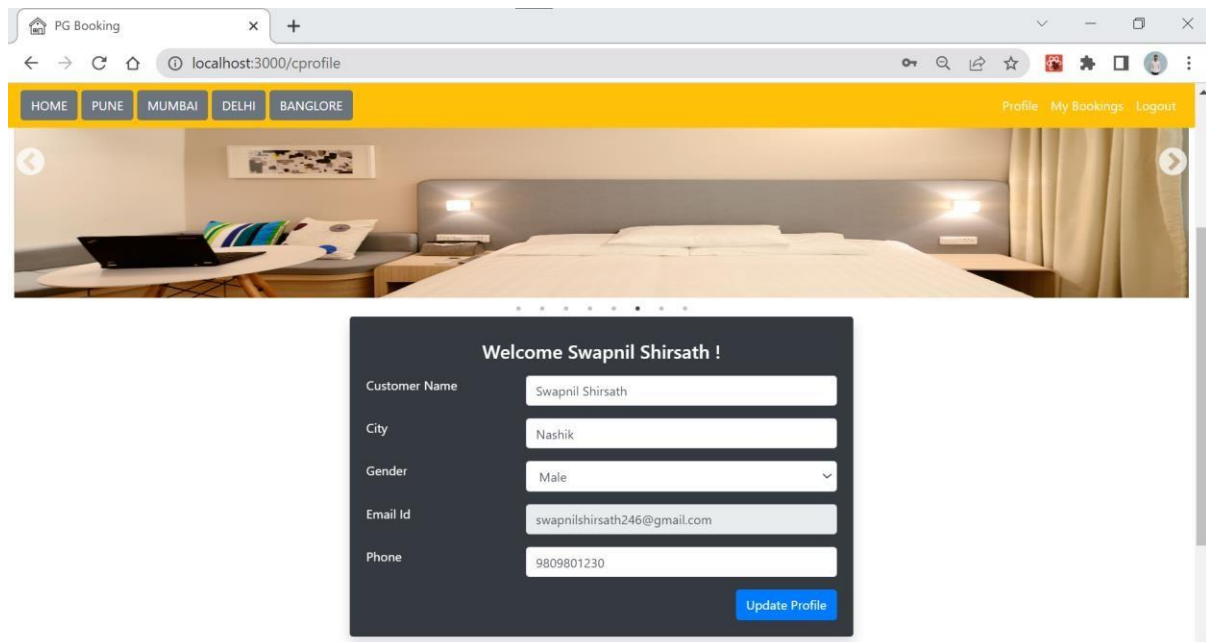 PG Booking
localhost:3000/cprofile
HOME PUNE MUMBAI DELHI BANGLORE Profile My Bookings Logout
Welcome Swapnil Shirsath !
Customer Name Swapnil Shirsath
City Nashik
Gender Male
Email Id swapnilshirsath246@gmail.com
Phone 9809801230
Update Profile